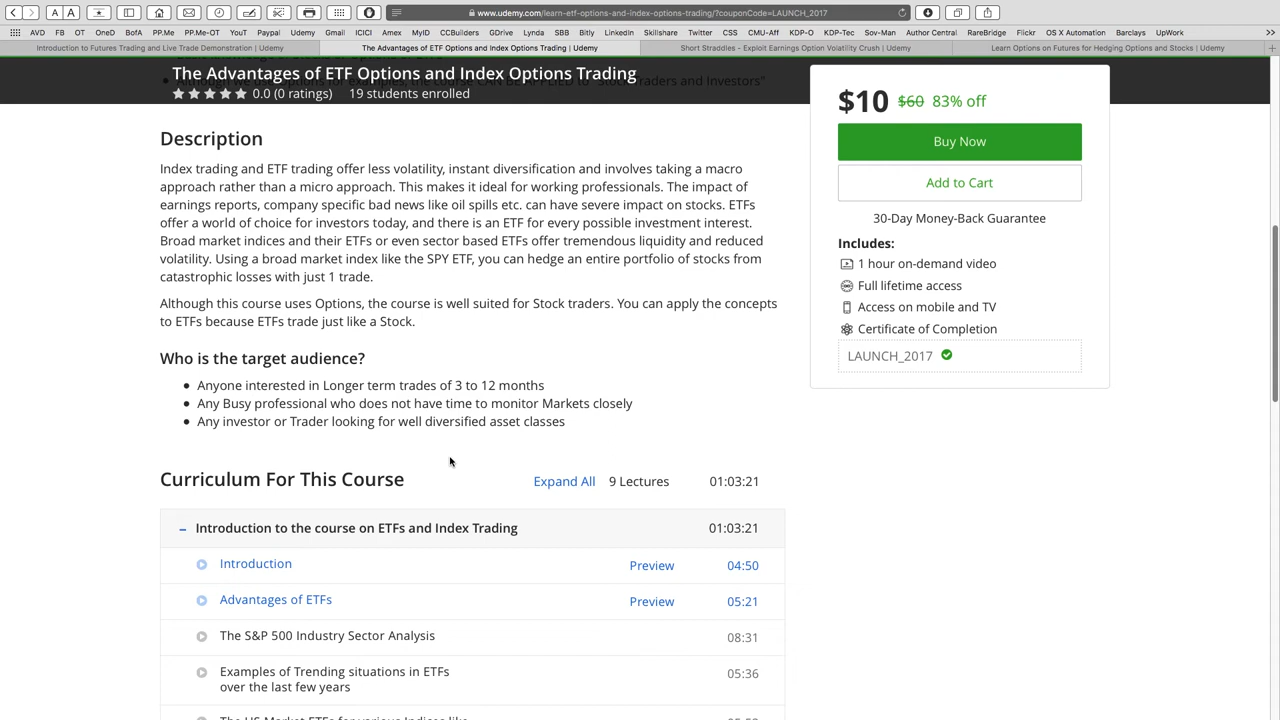 www.udemy.com/learn-etf-options-and-index-options-trading/?couponCode=LAUNCH_2017
AVD FB OT OneD BofA PP.Me PP.Me-OT YouT Paypal Udemy Gmail ICICI Amex MyID CCBuilders GDrive Lynda SBB Bitly LinkedIn Skillshare Twitter CSS CMU-Aff KDP-O KDP-Tec Sov-Man Author Central RareBridge Flickr OS X Automation Barclays UpWork >>
Introduction to Futures Trading and Live Trade Demonstration | Udemy
The Advantages of ETF Options and Index Options Trading | Udemy
Short Straddles – Exploit Earnings Option Volatility Crush | Udemy
Learn Options on Futures for Hedging Options and Stocks | Udemy
The Advantages of ETF Options and Index Options Trading
0.0 (0 ratings) 19 students enrolled
Description
Index trading and ETF trading offer less volatility, instant diversification and involves taking a macro
approach rather than a micro approach. This makes it ideal for working professionals. The impact of
earnings reports, company specific bad news like oil spills etc. can have severe impact on stocks. ETFs
offer a world of choice for investors today, and there is an ETF for every possible investment interest.
Broad market indices and their ETFs or even sector based ETFs offer tremendous liquidity and reduced
volatility. Using a broad market index like the SPY ETF, you can hedge an entire portfolio of stocks from
catastrophic losses with just 1 trade.
Although this course uses Options, the course is well suited for Stock traders. You can apply the concepts
to ETFs because ETFs trade just like a Stock.
Who is the target audience?
Anyone interested in Longer term trades of 3 to 12 months
Any Busy professional who does not have time to monitor Markets closely
Any investor or Trader looking for well diversified asset classes
Curriculum For This Course
Expand All 9 Lectures 01:03:21
Introduction to the course on ETFs and Index Trading 01:03:21
Introduction Preview 04:50
Advantages of ETFs Preview 05:21
The S&P 500 Industry Sector Analysis 08:31
Examples of Trending situations in ETFs 05:36
over the last few years
The US Market ETFs for various Indices like
$10 $60 83% off
Buy Now
Add to Cart
30-Day Money-Back Guarantee
Includes:
1 hour on-demand video
Full lifetime access
Access on mobile and TV
Certificate of Completion
LAUNCH_2017